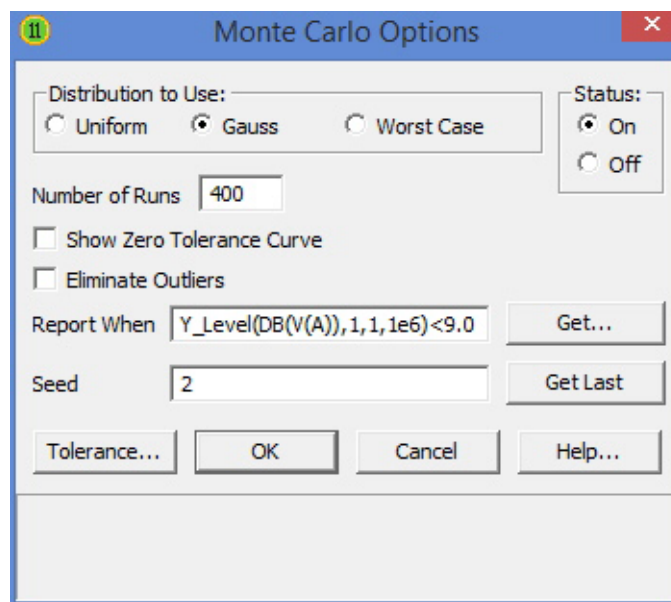 11 Monte Carlo Options x
Distribution to Use: Status:
Uniform Gauss Worst Case On
Off
Number of Runs 400
Show Zero Tolerance Curve
Eliminate Outliers
Report When Y_Level(DB(V(A)),1,1,1e6)<9.0 Get...
Seed 2 Get Last
Tolerance... OK Cancel Help...